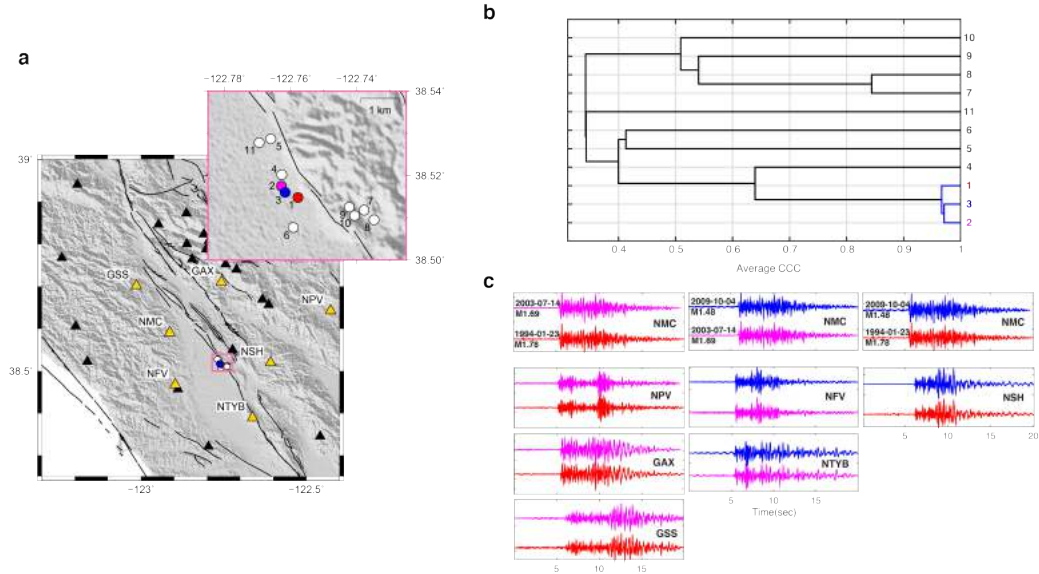 a
−122.78
−122.76
−122.74
38.54
38.52
38.50
1 km
5
11
4
2
3
1
6
7
9
10
8
39
38.5
−123
−122.5
GSS
GAX
NPV
NMC
NSH
NFV
NTYB
b
10
9
8
7
11
6
5
4
1
3
2
0.4
0.5
0.6
0.7
0.8
0.9
1
Average CCC
c
2003-07-14
M1.69
NMC
1994-01-23
M1.78
2009-10-04
M1.48
NMC
2003-07-14
M1.69
2009-10-04
M1.48
NMC
1994-01-23
M1.78
NPV
NFV
NSH
5
10
15
20
GAX
NTYB
5
10
15
Time(sec)
GSS
5
10
15